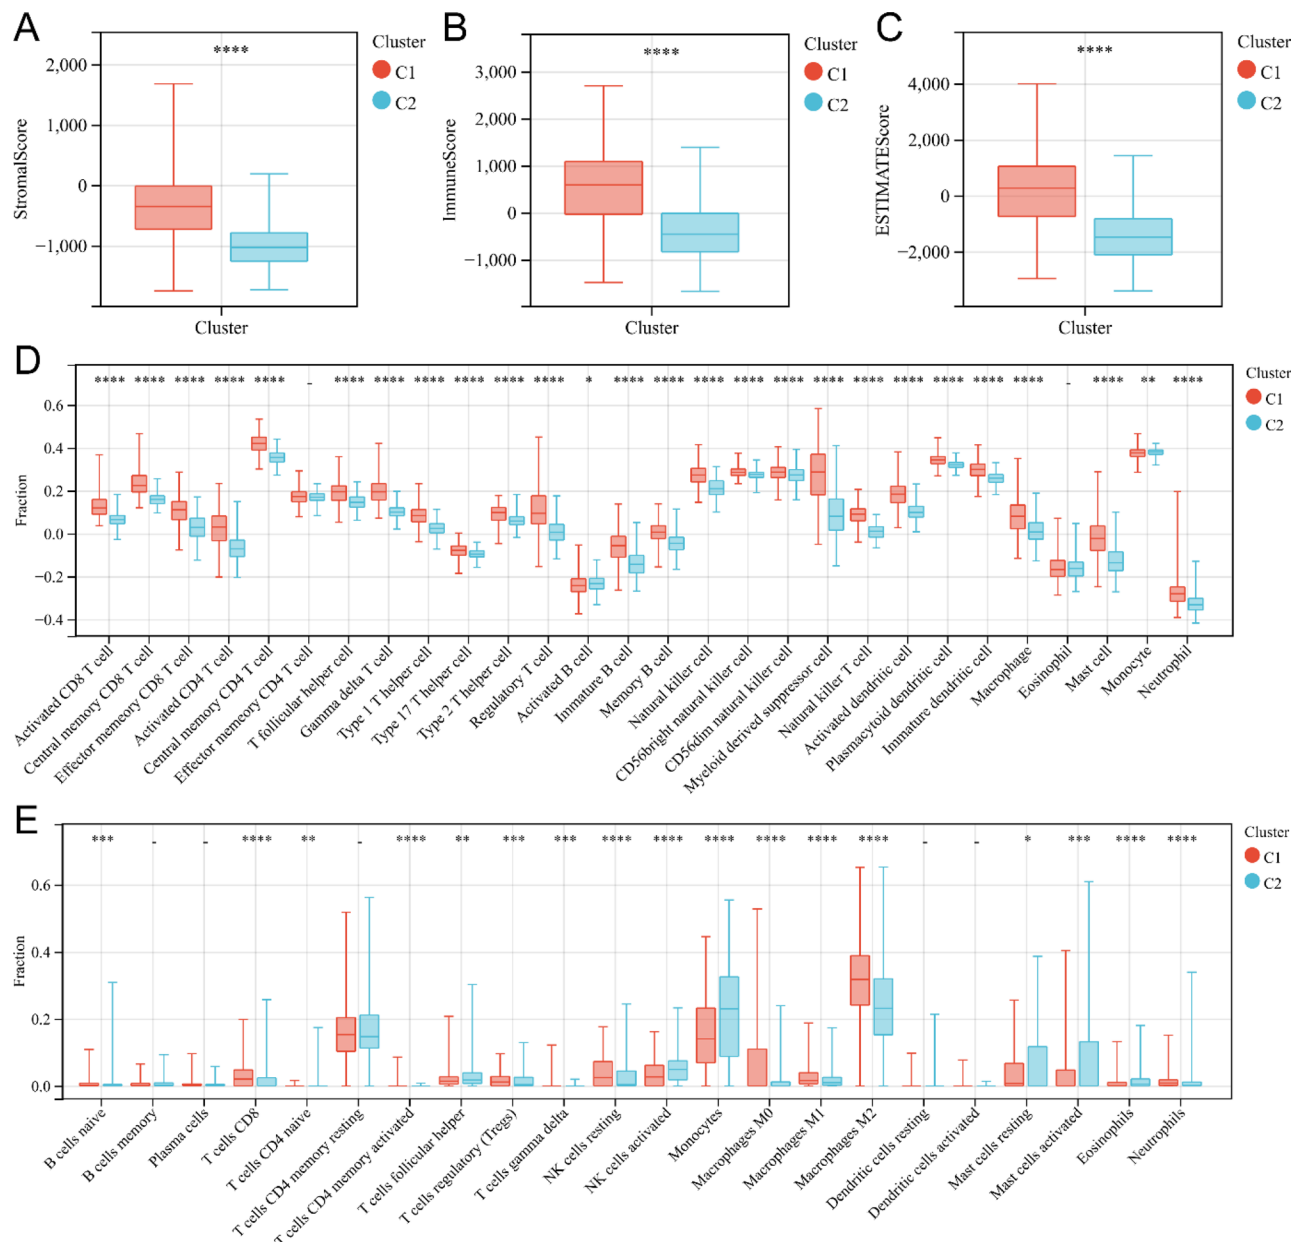 A
StromalScore
2,000
1,000
0
−1,000
****
Cluster
Cluster
C1
C2
B
ImmuneScore
3,000
2,000
1,000
0
−1,000
****
Cluster
Cluster
C1
C2
C
ESTIMATEScore
4,000
2,000
0
−2,000
****
Cluster
Cluster
C1
C2
D
**** **** **** **** **** - **** **** **** **** **** **** * **** **** **** **** **** **** **** **** **** **** **** - **** ** ****
Cluster
C1
C2
Fraction
0.6
0.4
0.2
0.0
−0.2
−0.4
Activated CD8 T cell
Central memory CD8 T cell
Effector memeory CD8 T cell
Activated CD4 T cell
Central memory CD4 T cell
Effector memeory CD4 T cell
T follicular helper cell
Gamma delta T cell
Type 1 T helper cell
Type 17 T helper cell
Type 2 T helper cell
Regulatory T cell
Activated B cell
Immature B cell
Memory B cell
Natural killer cell
CD56bright natural killer cell
CD56dim natural killer cell
Myeloid derived suppressor cell
Natural killer T cell
Activated dendritic cell
Plasmacytoid dendritic cell
Immature dendritic cell
Macrophage
Eosinophil
Mast cell
Monocyte
Neutrophil
E
*** - - **** ** - **** ** *** *** **** **** **** **** **** **** - - * *** **** ****
Cluster
C1
C2
Fraction
0.6
0.4
0.2
0.0
B cells naive
B cells memory
Plasma cells
T cells CD8
T cells CD4 naive
T cells CD4 memory resting
T cells CD4 memory activated
T cells follicular helper
T cells regulatory (Tregs)
T cells gamma delta
NK cells resting
NK cells activated
Monocytes
Macrophages M0
Macrophages M1
Macrophages M2
Dendritic cells resting
Dendritic cells activated
Mast cells resting
Mast cells activated
Eosinophils
Neutrophils